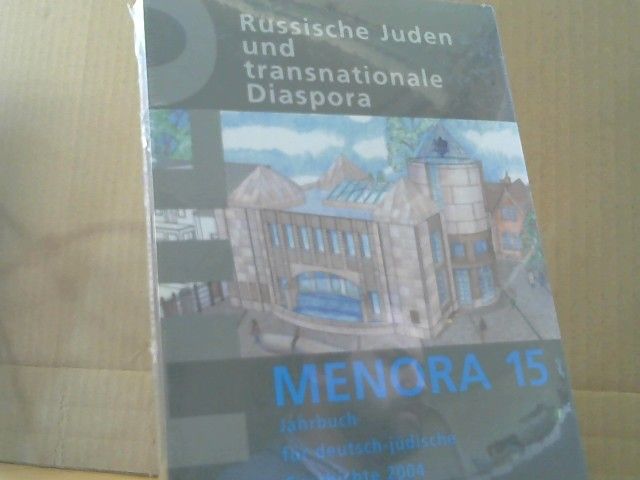 Russische Juden
und
transnationale
Diaspora
MENORA 15
Jahrbuch
für deutsch-jüdische
Geschichte 2004